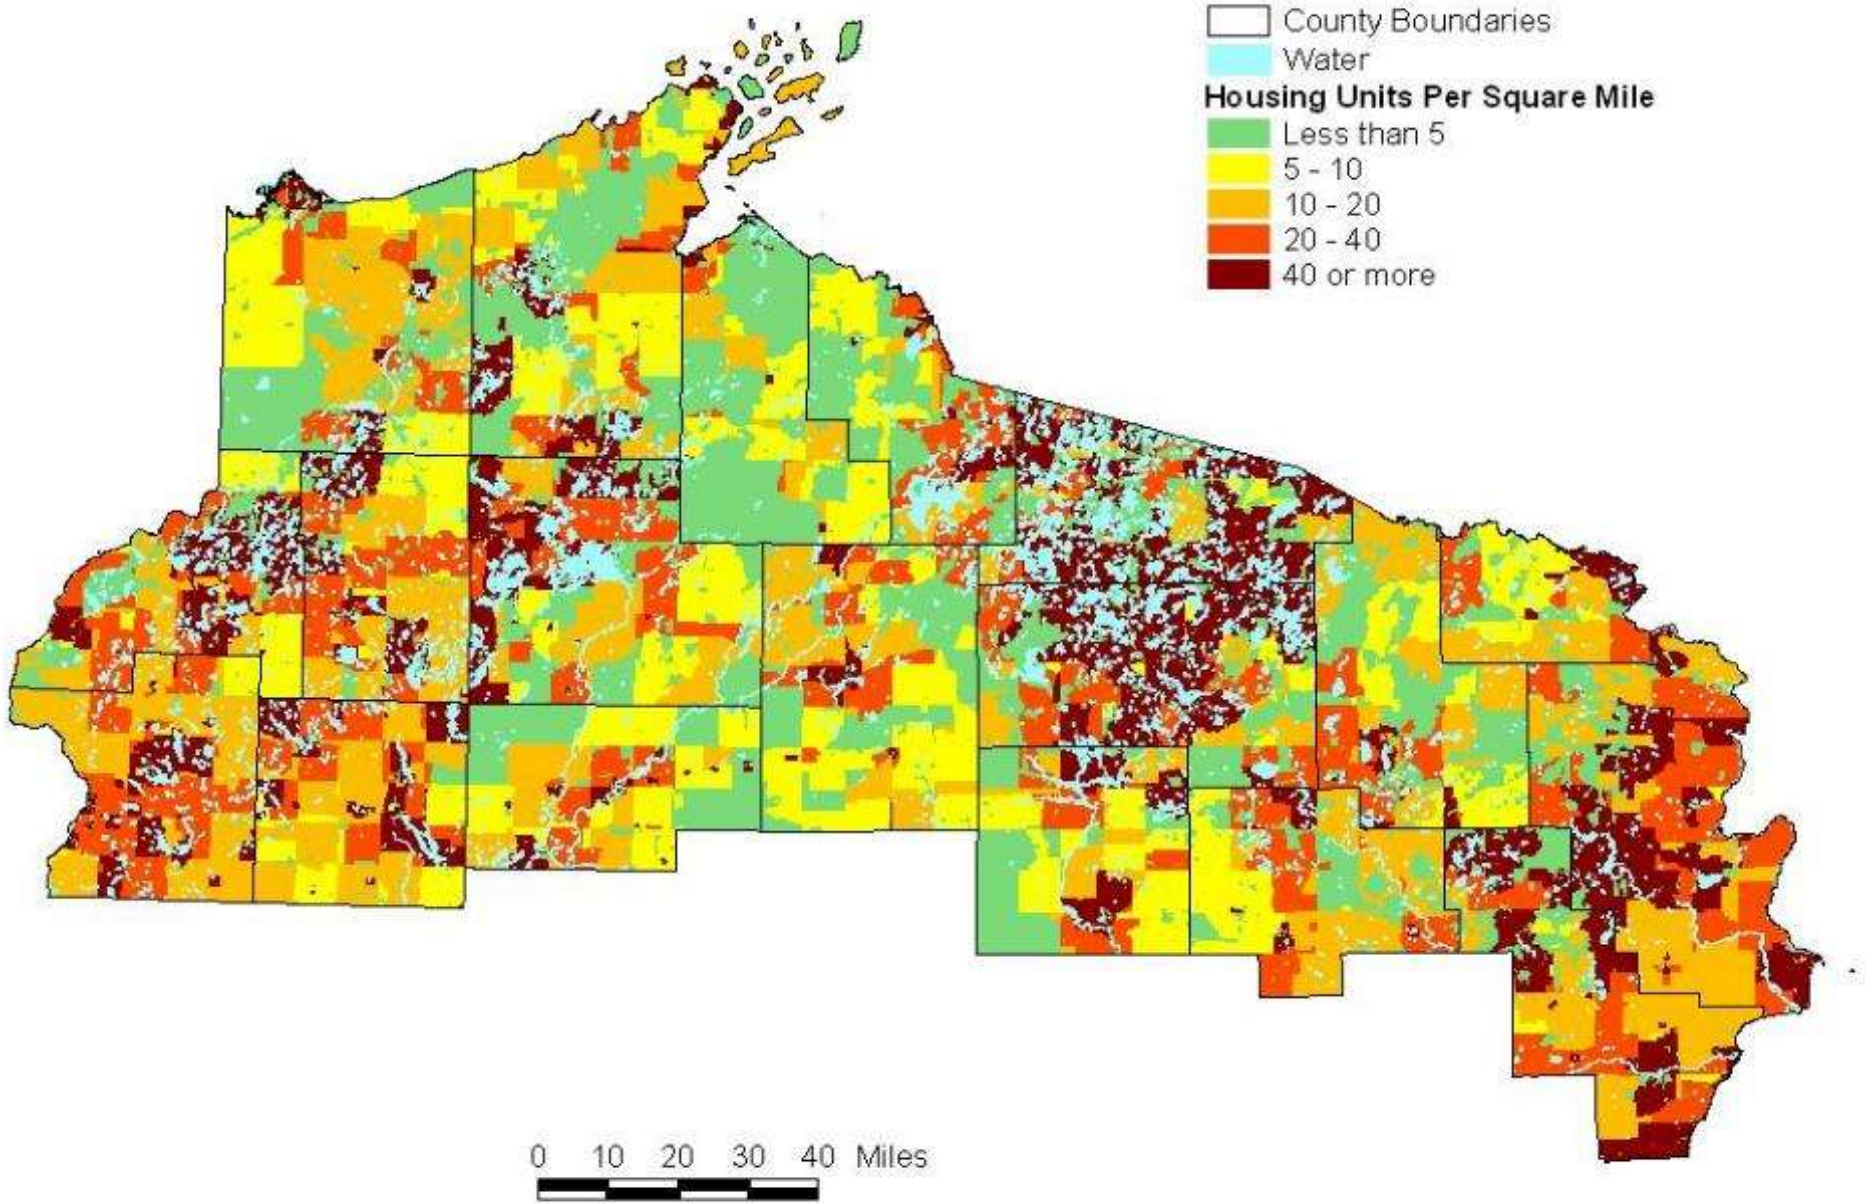 County Boundaries
Water
Housing Units Per Square Mile
Less than 5
5 - 10
10 - 20
20 - 40
40 or more
0 10 20 30 40 Miles